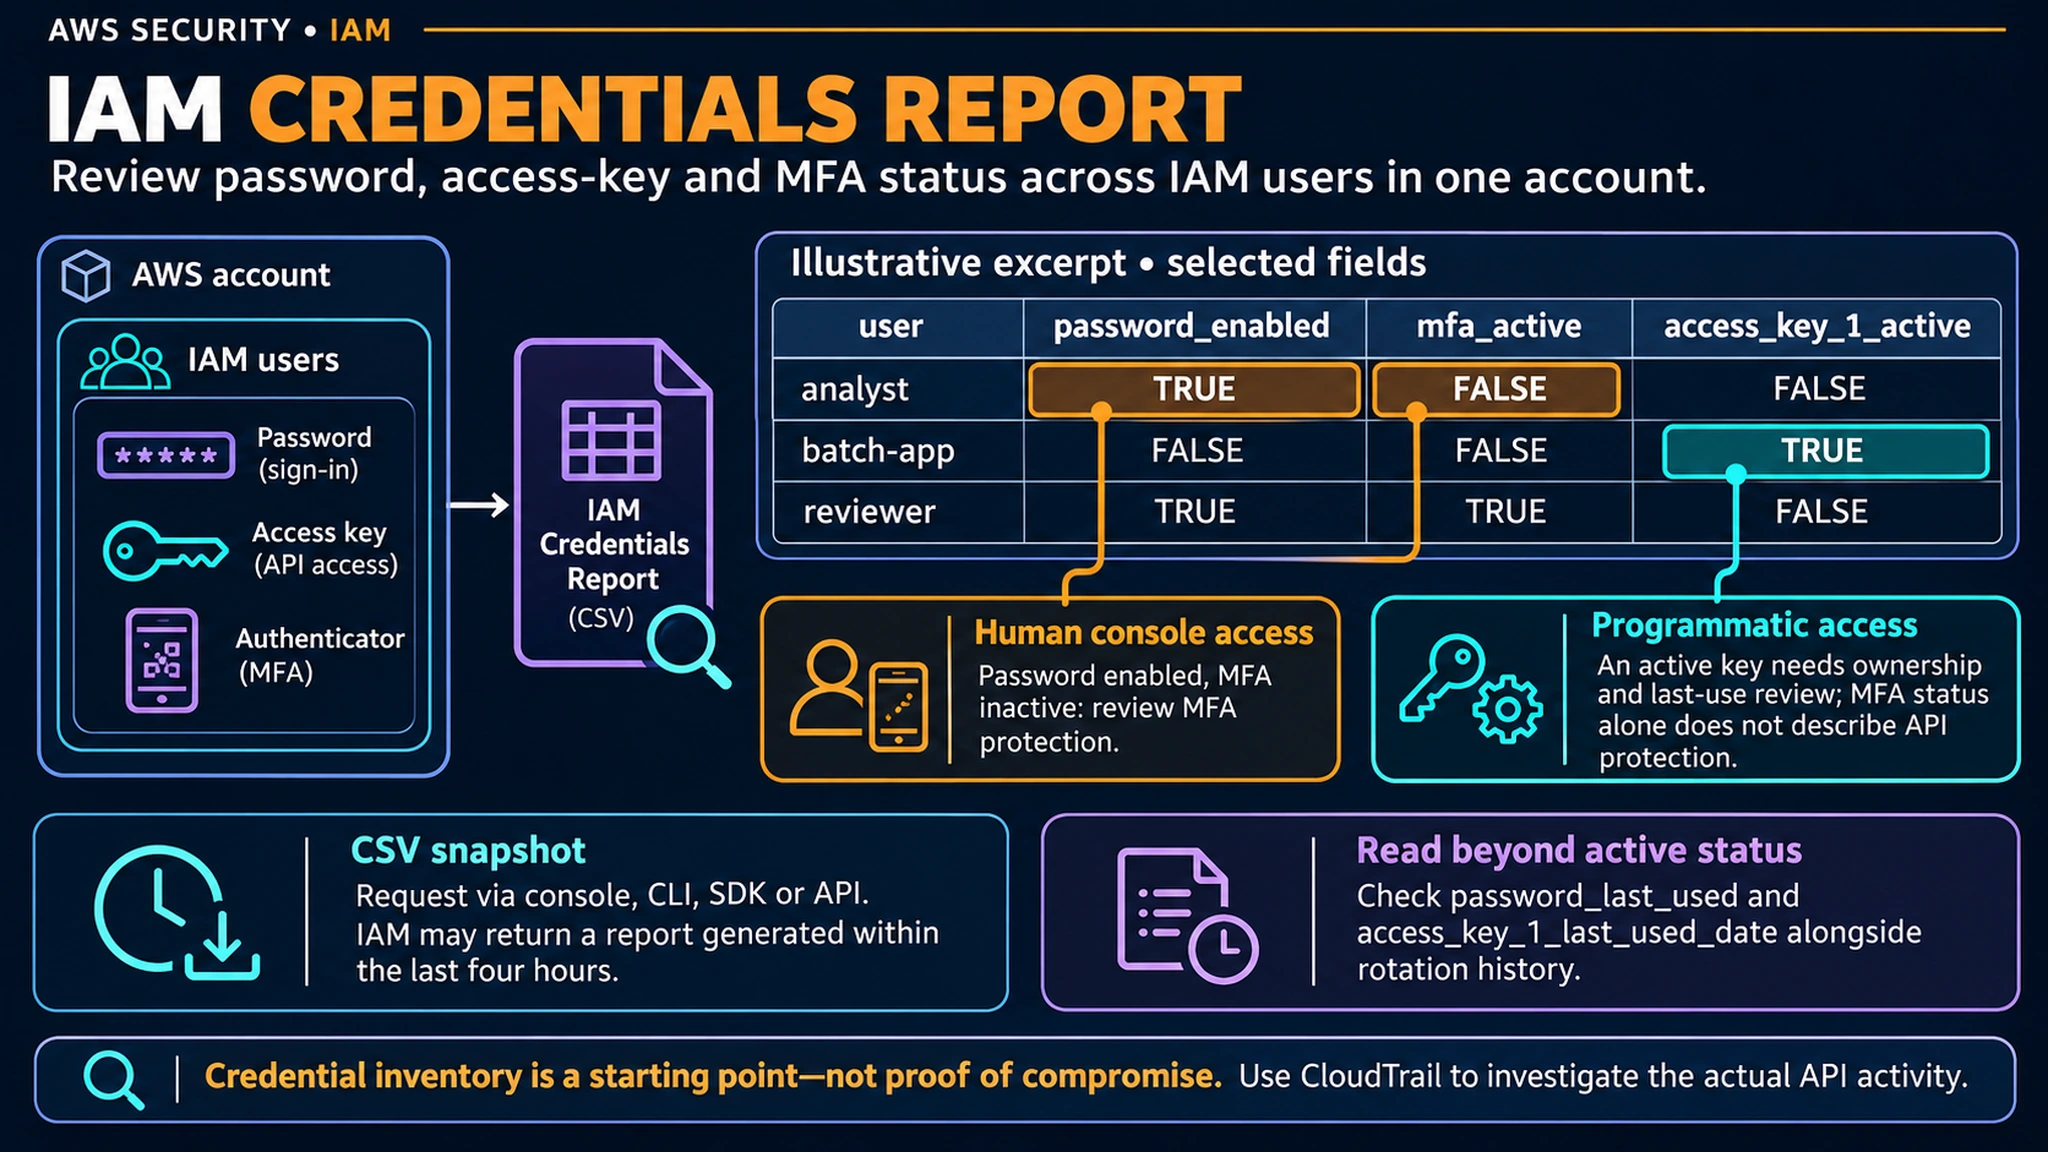 AWS SECURITY • IAM
IAM CREDENTIALS REPORT
Review password, access-key and MFA status across IAM users in one account.
AWS account
IAM users
*****
Password
(sign-in)
Access key
(API access)
Authenticator
(MFA)
IAM
Credentials
Report
(CSV)
Illustrative excerpt • selected fields
user password_enabled mfa_active access_key_1_active
analyst TRUE FALSE FALSE
batch-app FALSE FALSE TRUE
reviewer TRUE TRUE FALSE
Human console access
Password enabled, MFA
inactive: review MFA
protection.
Programmatic access
An active key needs ownership
and last-use review; MFA status
alone does not describe API
protection.
CSV snapshot
Request via console, CLI, SDK or API.
IAM may return a report generated within
the last four hours.
Read beyond active status
Check password_last_used and
access_key_1_last_used_date alongside
rotation history.
Credential inventory is a starting point—not proof of compromise. Use CloudTrail to investigate the actual API activity.